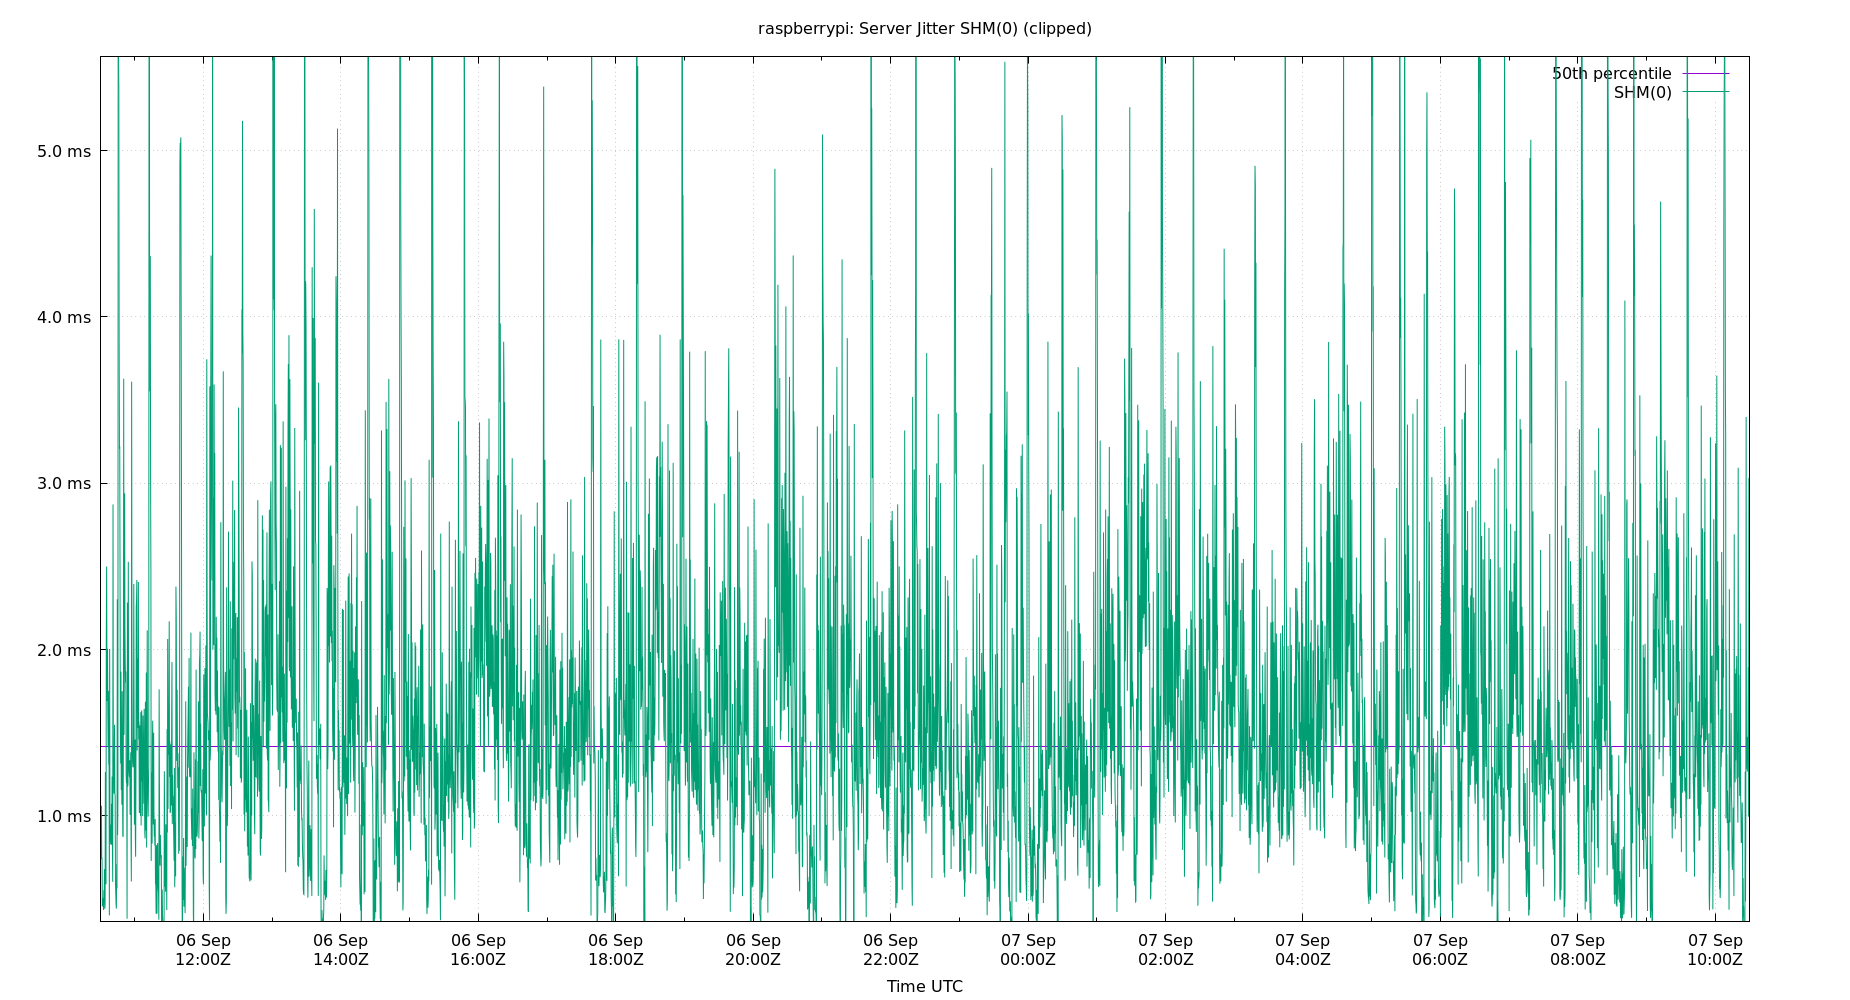 raspberrypi: Server Jitter SHM(0) (clipped)
50th percentile
SHM(0)
5.0 ms
4.0 ms
3.0 ms
2.0 ms
1.0 ms
06 Sep 06 Sep 06 Sep 06 Sep 06 Sep 06 Sep 07 Sep 07 Sep 07 Sep 07 Sep 07 Sep 07 Sep
12:00Z 14:00Z 16:00Z 18:00Z 20:00Z 22:00Z 00:00Z 02:00Z 04:00Z 06:00Z 08:00Z 10:00Z
Time UTC